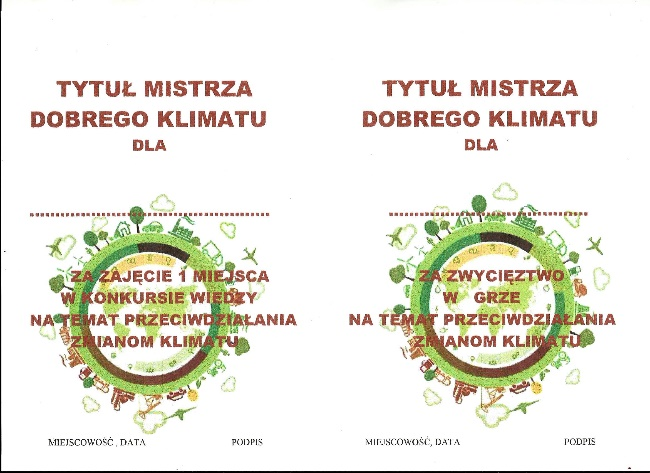 TYTUŁ MISTRZA
DOBREGO KLIMATU
DLA
ZA ZAJĘCIE 1 MIEJSCA
W KONKURSIE WIEDZY
NA TEMAT PRZECIWDZIAŁANIA
ZMIANOM KLIMATU
MIEJSCOWOŚĆ, DATA PODPIS
TYTUŁ MISTRZA
DOBREGO KLIMATU
DLA
ZA ZWYCIĘZTWO
W GRZE
NA TEMAT PRZECIWDZIAŁANIA
ZMIANOM KLIMATU
MIEJSCOWOŚĆ, DATA PODPIS